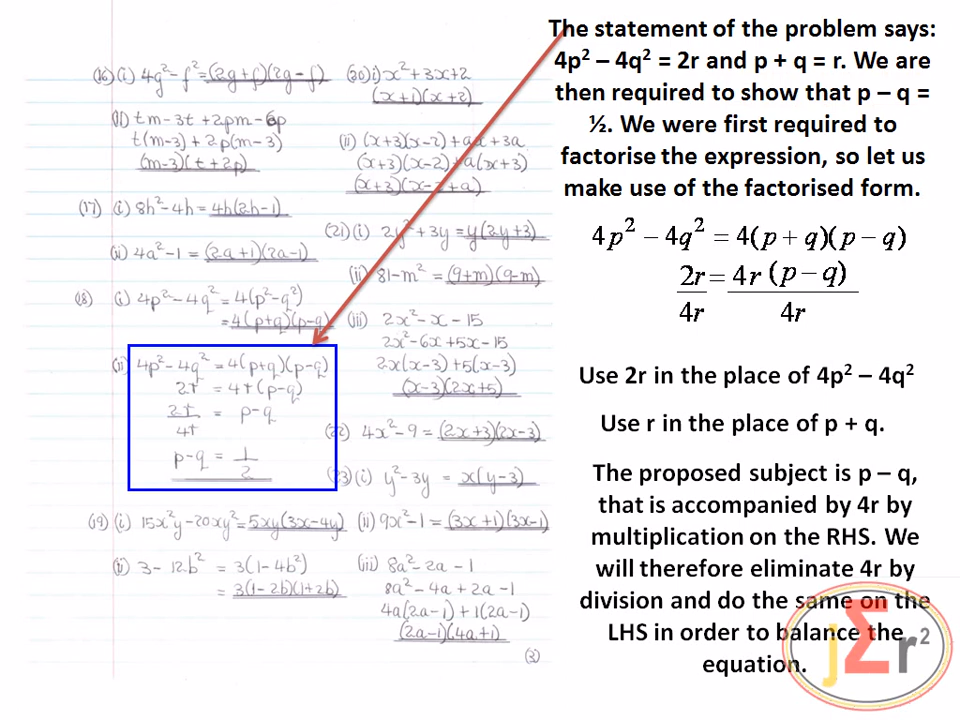 (16)(i) 4g² – f² = (2g+f)(2g – f)
(ii) tm – 3t + 2pm – 6p
t(m–3) + 2p(m–3)
(m–3)(t + 2p)
(17) (i) 8h² – 4h = 4h(2h–1)
(ii) 4a² – 1 = (2a+1)(2a–1)
(18) (i) 4p² – 4q² = 4(p² – q²)
= 4(p+q)(p–q)
(ii) 4p² – 4q² = 4(p+q)(p–q)
2r = 4r(p–q)
2r/4r = p–q
p–q = 1/2
(19) (i) 15x²y – 20xy² = 5xy(3x – 4y)
(ii) 3 – 12b² = 3(1 – 4b²)
= 3(1 – 2b)(1+2b)
(20)(i) x² + 3x + 2
(x+1)(x+2)
(ii) (x+3)(x–2) + ax + 3a
(x+3)(x–2) + a(x+3)
(x+3)(x–2+a)
(21)(i) 2y² + 3y = y(2y+3)
(ii) 81 – m² = (9+m)(9–m)
(iii) 2x² – x – 15
2x² – 6x + 5x – 15
2x(x–3) + 5(x–3)
(x–3)(2x+5)
(22) 4x² – 9 = (2x+3)(2x–3)
(23)(i) y² – 3y = x(y–3)
(ii) 9x² – 1 = (3x+1)(3x–1)
(iii) 8a² – 2a – 1
8a² – 4a + 2a – 1
4a(2a–1) + 1(2a–1)
(2a–1)(4a+1)
(3)
The statement of the problem says:
4p² – 4q² = 2r and p + q = r. We are
then required to show that p – q =
½. We were first required to
factorise the expression, so let us
make use of the factorised form.
4p² – 4q² = 4(p + q)(p – q)
2r/4r = 4r (p – q)/4r
Use 2r in the place of 4p² – 4q²
Use r in the place of p + q.
The proposed subject is p – q,
that is accompanied by 4r by
multiplication on the RHS. We
will therefore eliminate 4r by
division and do the same on the
LHS in order to balance the
equation.
jΣr²